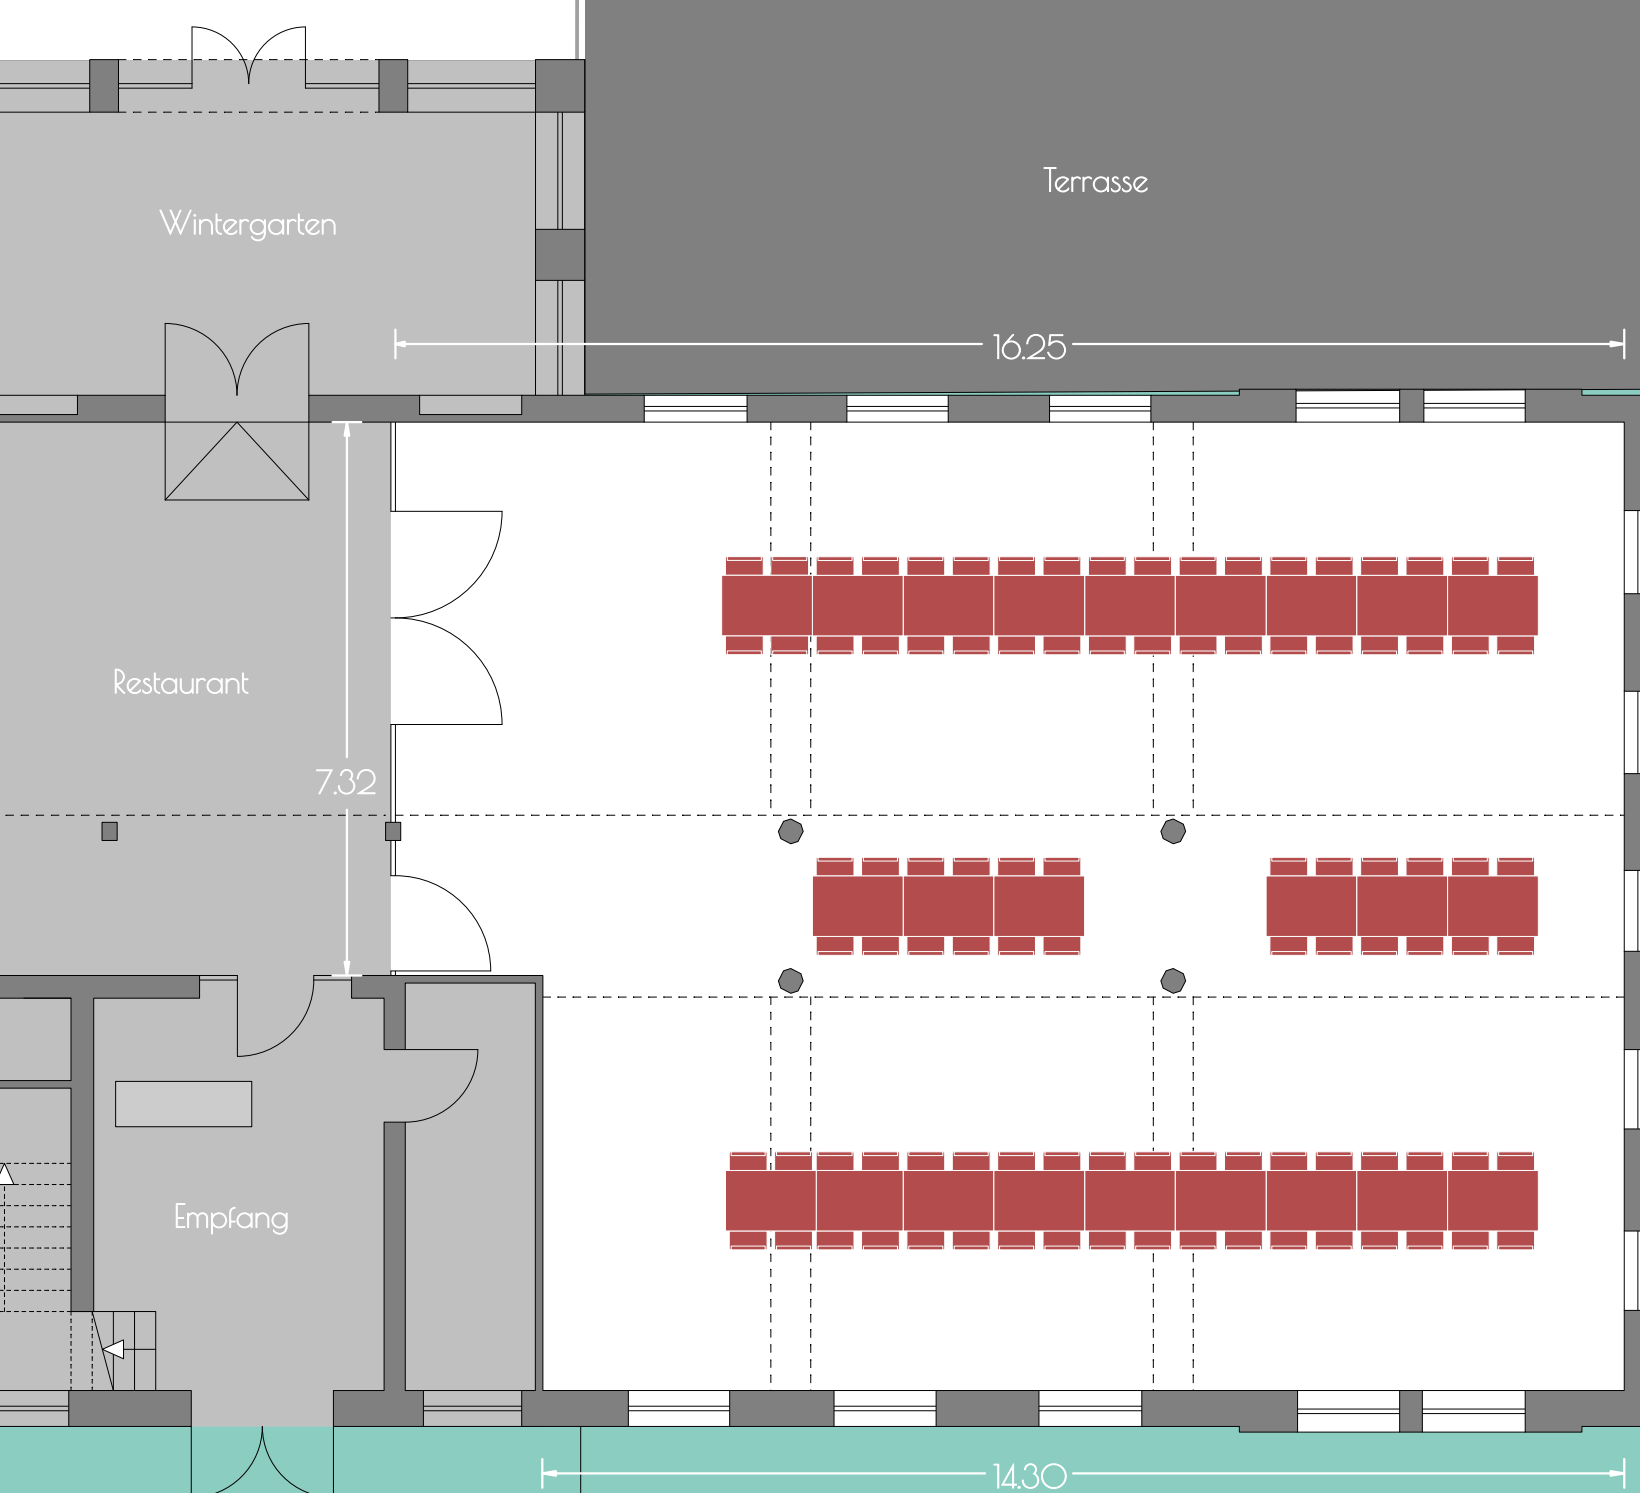 Terrasse
Wintergarten
16.25
Restaurant
7.32
Empfang
14.30